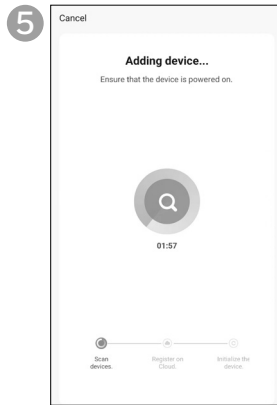 5
Cancel
Adding device...
Ensure that the device is powered on.
01:57
Scan
devices.
Register on
Cloud.
Initialize the
device.